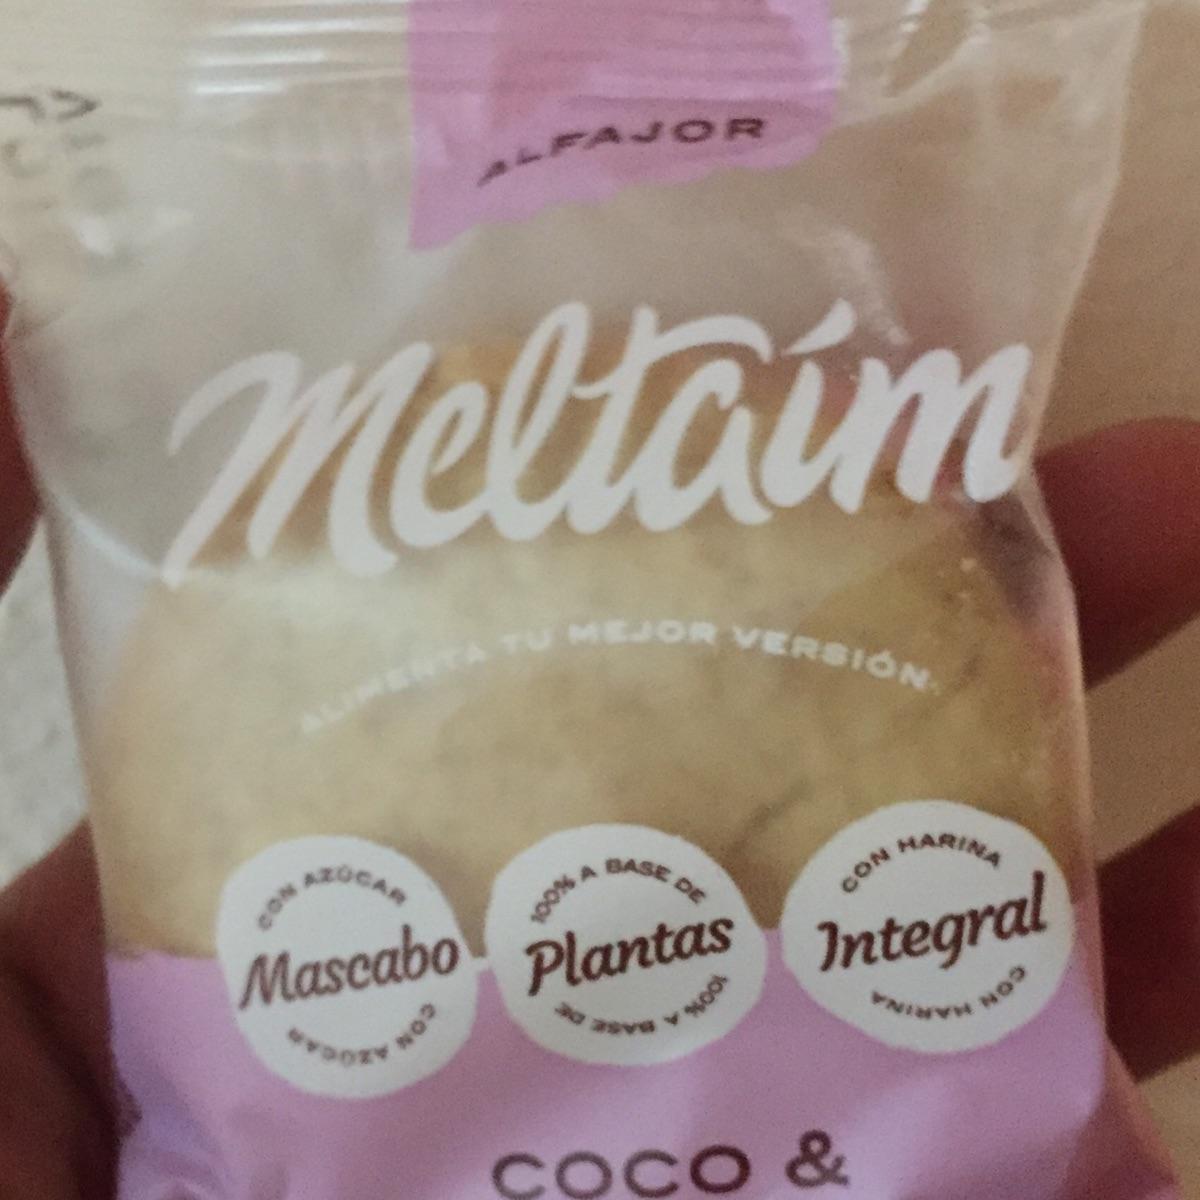 ALFAJOR
Meltaím
ALIMENTA TU MEJOR VERSIÓN.
CON AZÚCAR
Mascabo
CON AZÚCAR
100% A BASE DE
Plantas
100% A BASE DE
CON HARINA
Integral
CON HARINA
COCO &